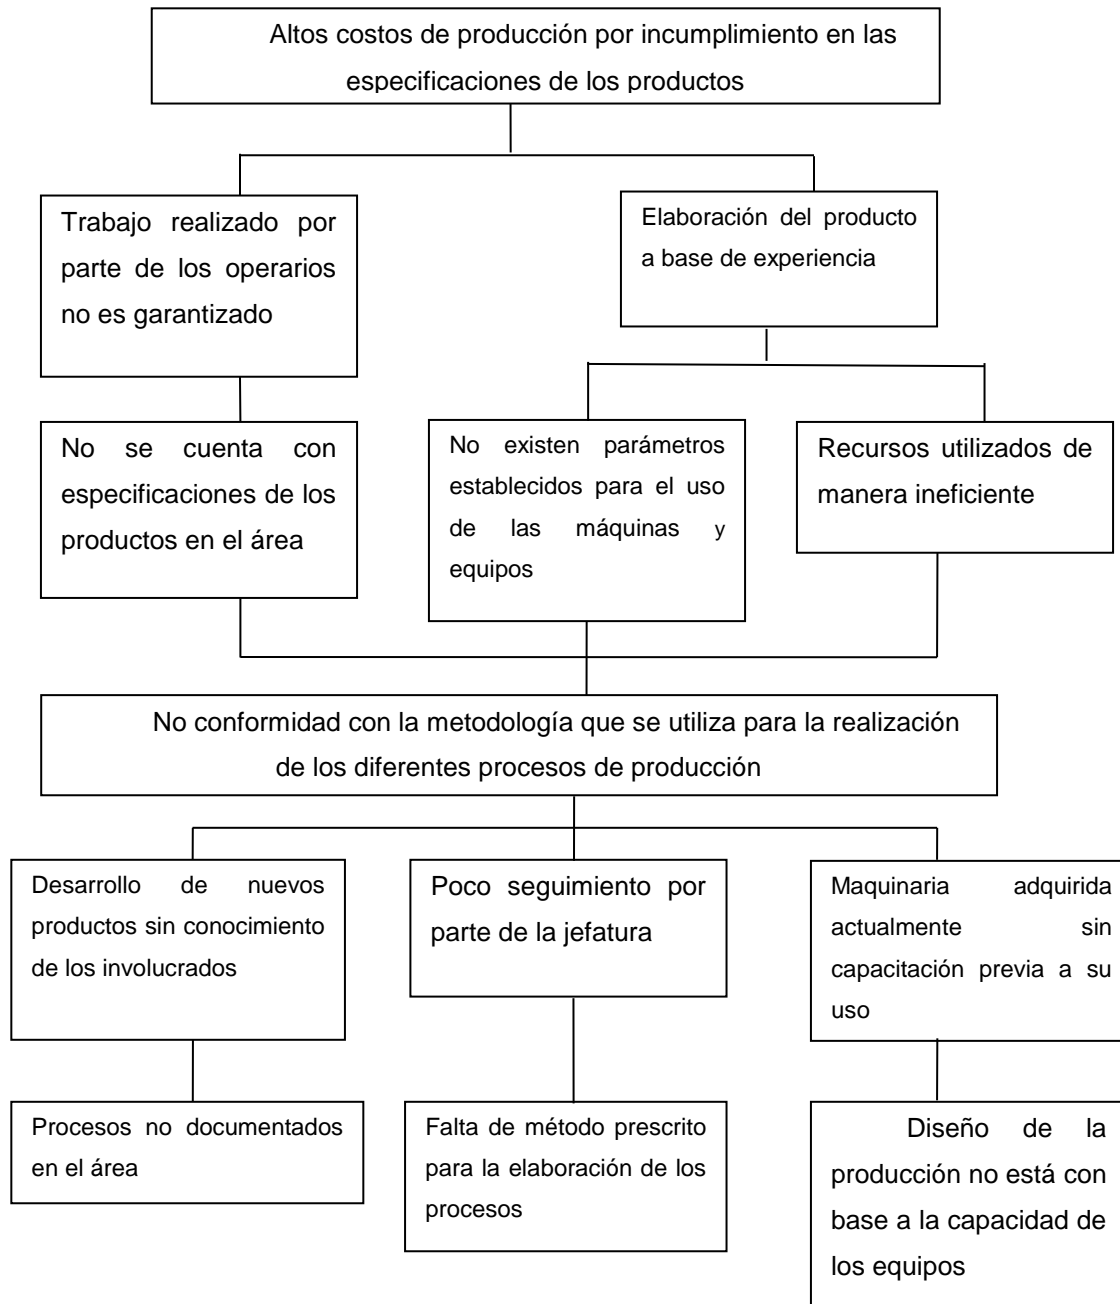 Altos costos de producción por incumplimiento en las
especificaciones de los productos
Trabajo realizado por
parte de los operarios
no es garantizado
Elaboración del producto
a base de experiencia
No se cuenta con
especificaciones de los
productos en el área
No existen parámetros
establecidos para el uso
de las máquinas y
equipos
Recursos utilizados de
manera ineficiente
No conformidad con la metodología que se utiliza para la realización
de los diferentes procesos de producción
Desarrollo de nuevos
productos sin conocimiento
de los involucrados
Poco seguimiento por
parte de la jefatura
Maquinaria adquirida
actualmente sin
capacitación previa a su
uso
Procesos no documentados
en el área
Falta de método prescrito
para la elaboración de los
procesos
Diseño de la
producción no está con
base a la capacidad de
los equipos